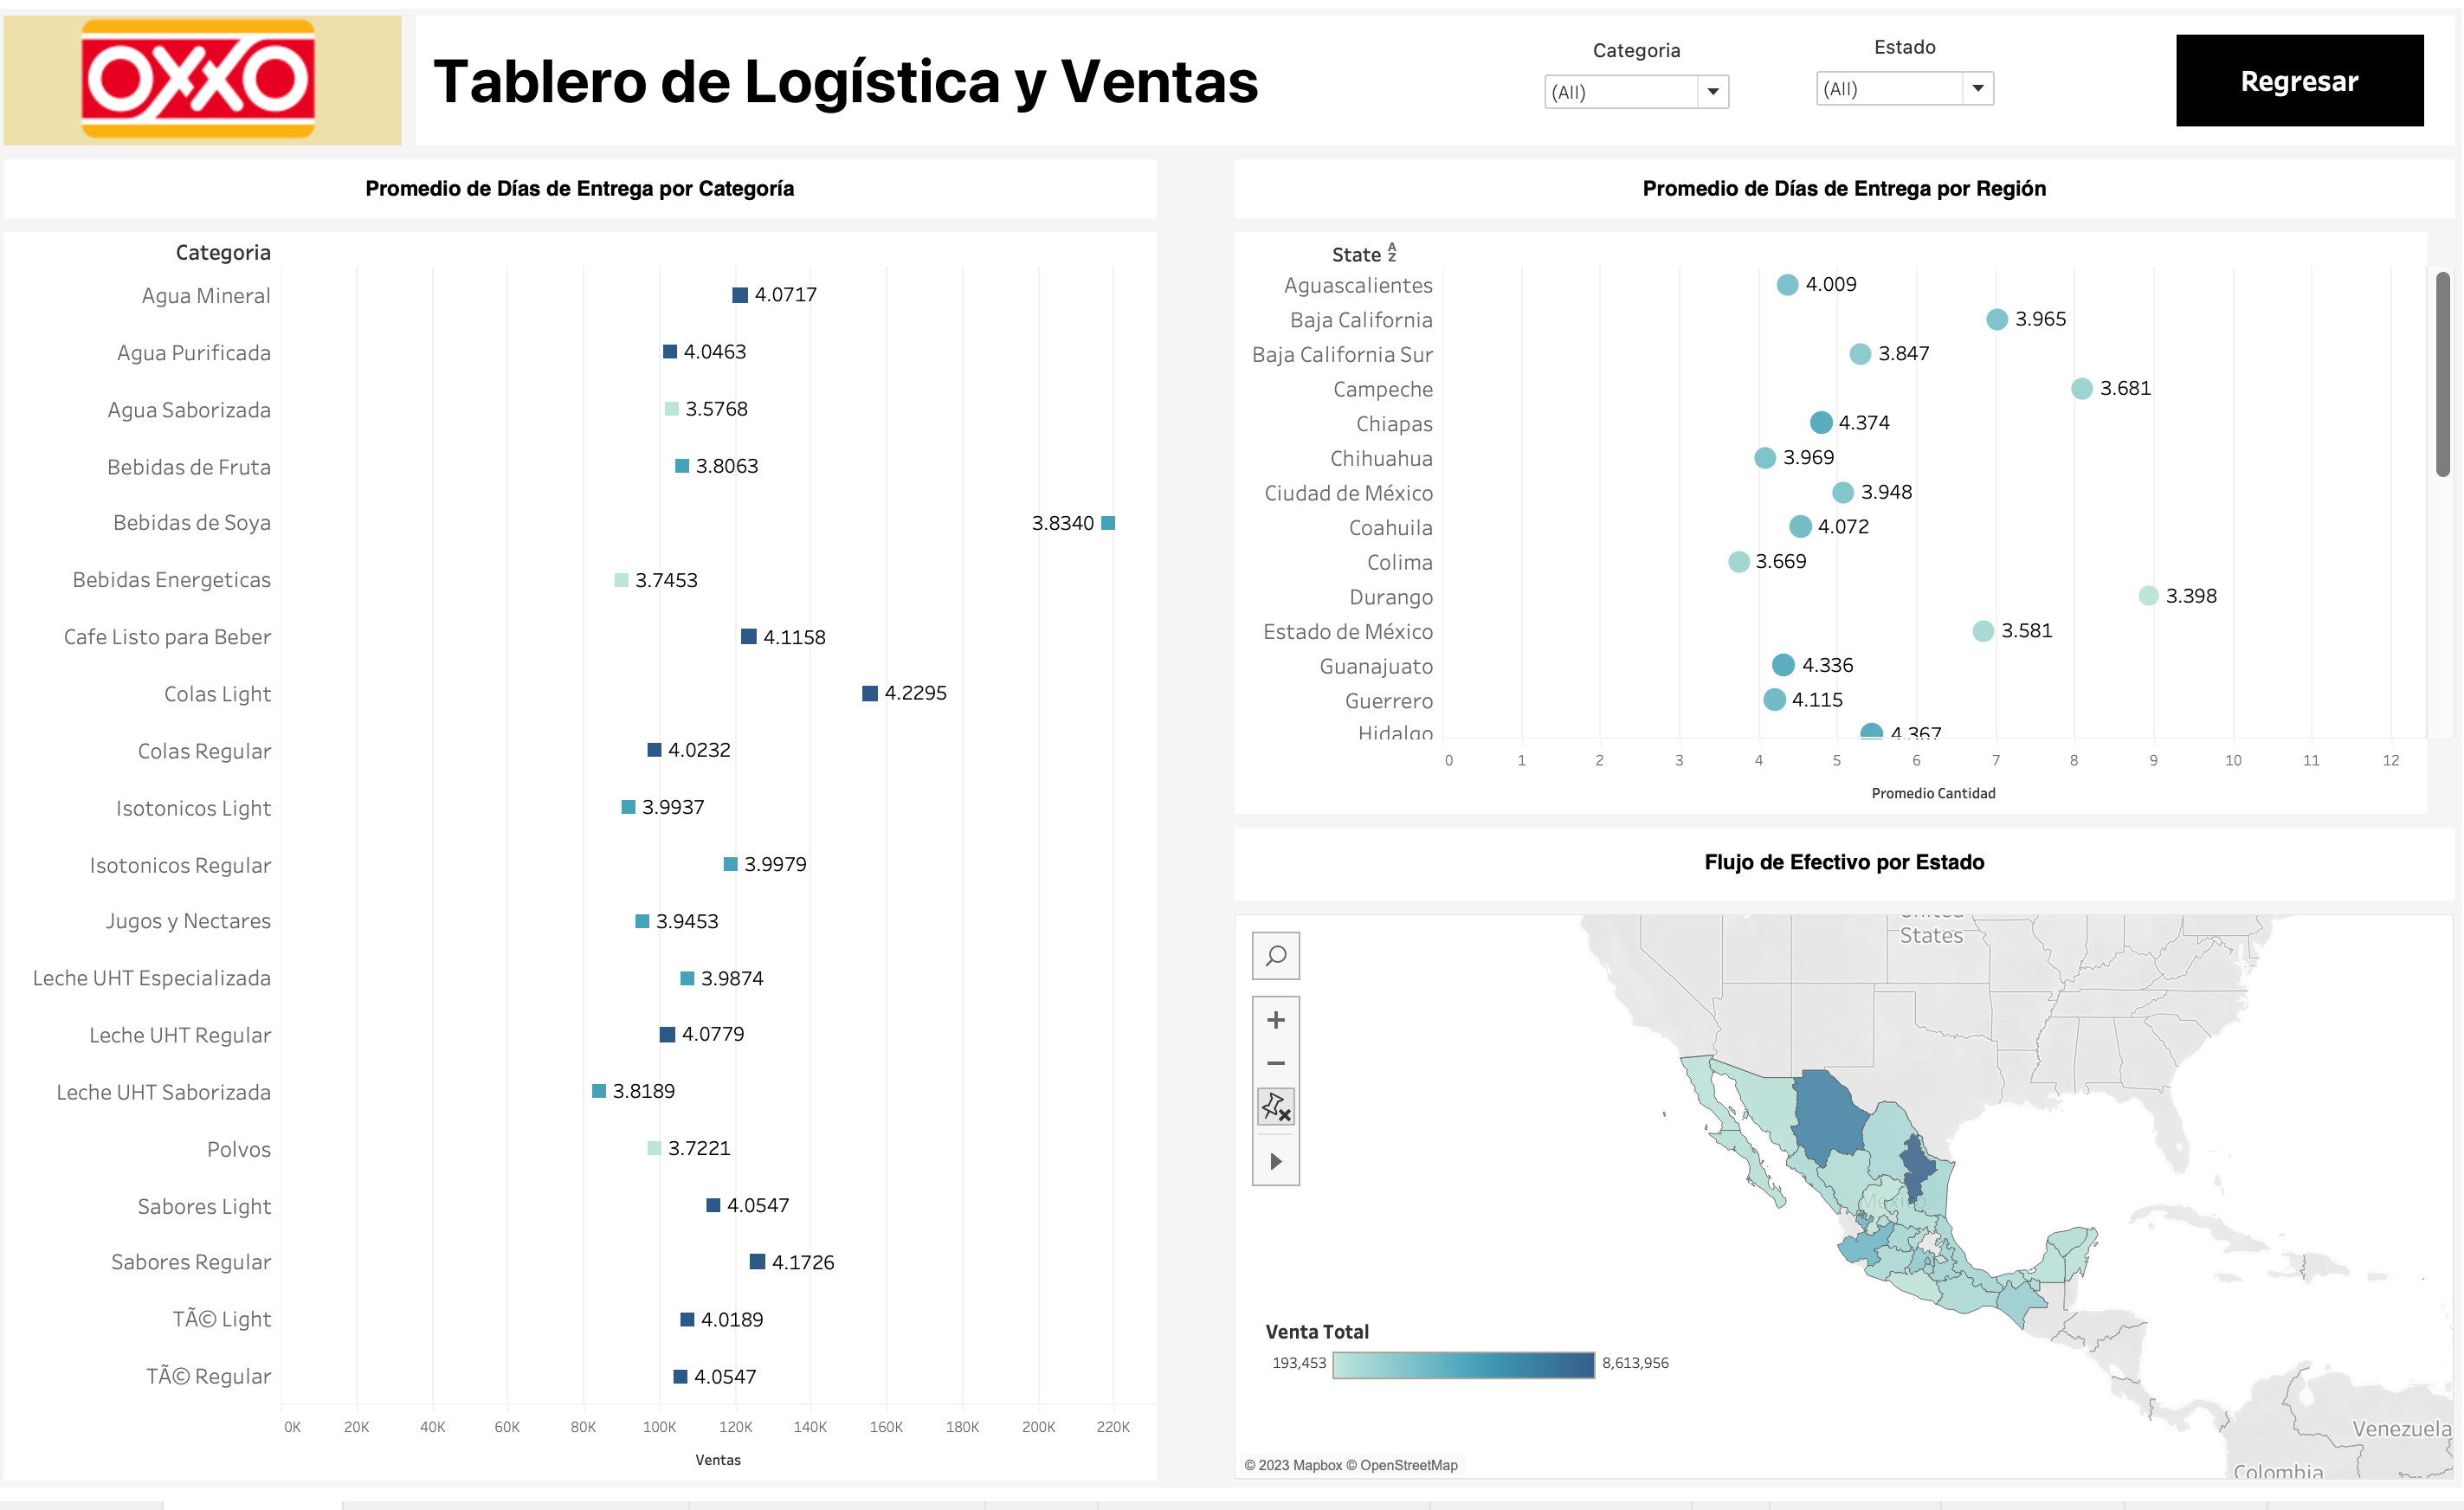 OXXO
Tablero de Logística y Ventas
Categoria
(All)
Estado
(All)
Regresar
Promedio de Días de Entrega por Categoría
Categoria
Agua Mineral 4.0717
Agua Purificada 4.0463
Agua Saborizada 3.5768
Bebidas de Fruta 3.8063
Bebidas de Soya 3.8340
Bebidas Energeticas 3.7453
Cafe Listo para Beber 4.1158
Colas Light 4.2295
Colas Regular 4.0232
Isotonicos Light 3.9937
Isotonicos Regular 3.9979
Jugos y Nectares 3.9453
Leche UHT Especializada 3.9874
Leche UHT Regular 4.0779
Leche UHT Saborizada 3.8189
Polvos 3.7221
Sabores Light 4.0547
Sabores Regular 4.1726
TÃ© Light 4.0189
TÃ© Regular 4.0547
0K 20K 40K 60K 80K 100K 120K 140K 160K 180K 200K 220K
Ventas
Promedio de Días de Entrega por Región
State AZ
Aguascalientes 4.009
Baja California 3.965
Baja California Sur 3.847
Campeche 3.681
Chiapas 4.374
Chihuahua 3.969
Ciudad de México 3.948
Coahuila 4.072
Colima 3.669
Durango 3.398
Estado de México 3.581
Guanajuato 4.336
Guerrero 4.115
Hidalgo 4.367
0 1 2 3 4 5 6 7 8 9 10 11 12
Promedio Cantidad
Flujo de Efectivo por Estado
United
States
México
Venezuela
Colombia
Venta Total
193,453 8,613,956
© 2023 Mapbox © OpenStreetMap